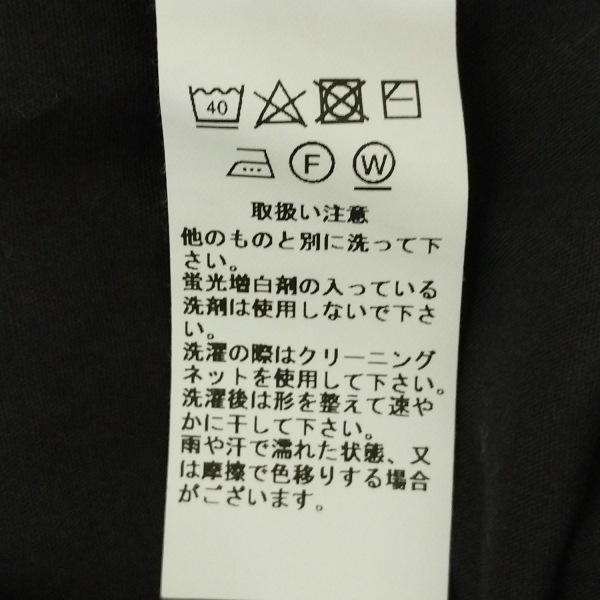 40
F W
取扱い注意
他のものと別に洗って下
さい。
蛍光増白剤の入っている
洗剤は使用しないで下さ
い。
洗濯の際はクリーニング
ネットを使用して下さい。
洗濯後は形を整えて速や
かに干して下さい。
雨や汗で濡れた状態、又
は摩擦で色移りする場合
がございます。